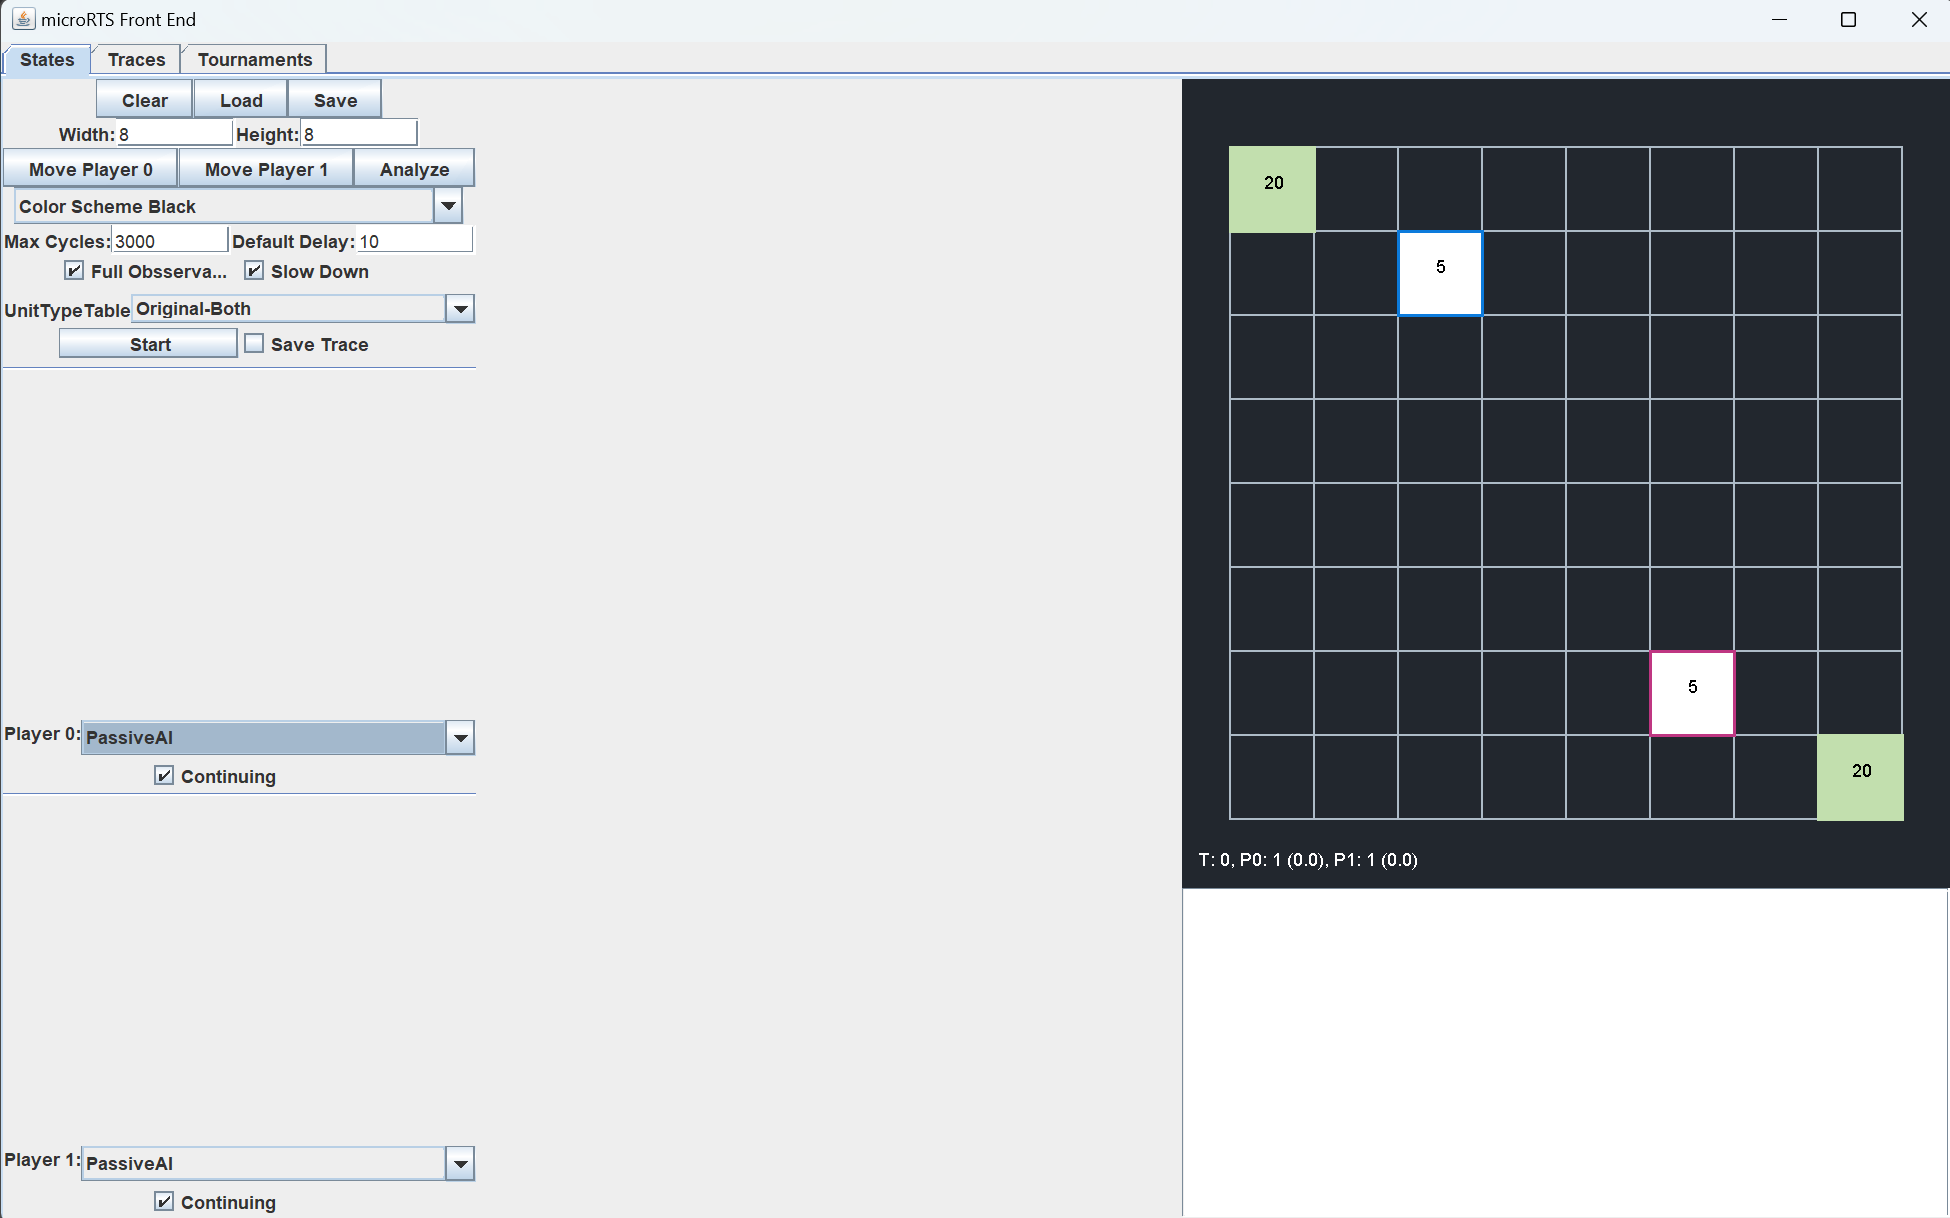 microRTS Front End
States Traces Tournaments
Clear Load Save
Width: 8 Height: 8
Move Player 0 Move Player 1 Analyze
Color Scheme Black
Max Cycles: 3000 Default Delay: 10
Full Obsserva... Slow Down
UnitTypeTable Original-Both
Start Save Trace
Player 0: PassiveAI
Continuing
Player 1: PassiveAI
Continuing
20
5
5
20
T: 0, P0: 1 (0.0), P1: 1 (0.0)